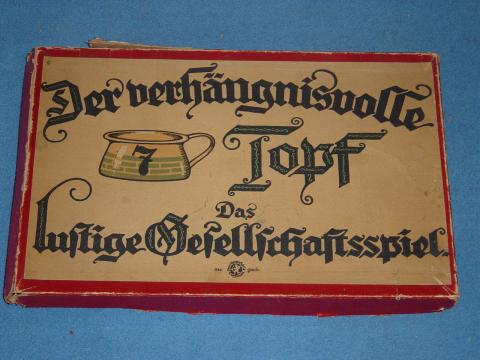 Der verhängnisvolle
7
Topf
Das
lustige Gesellschaftsspiel.